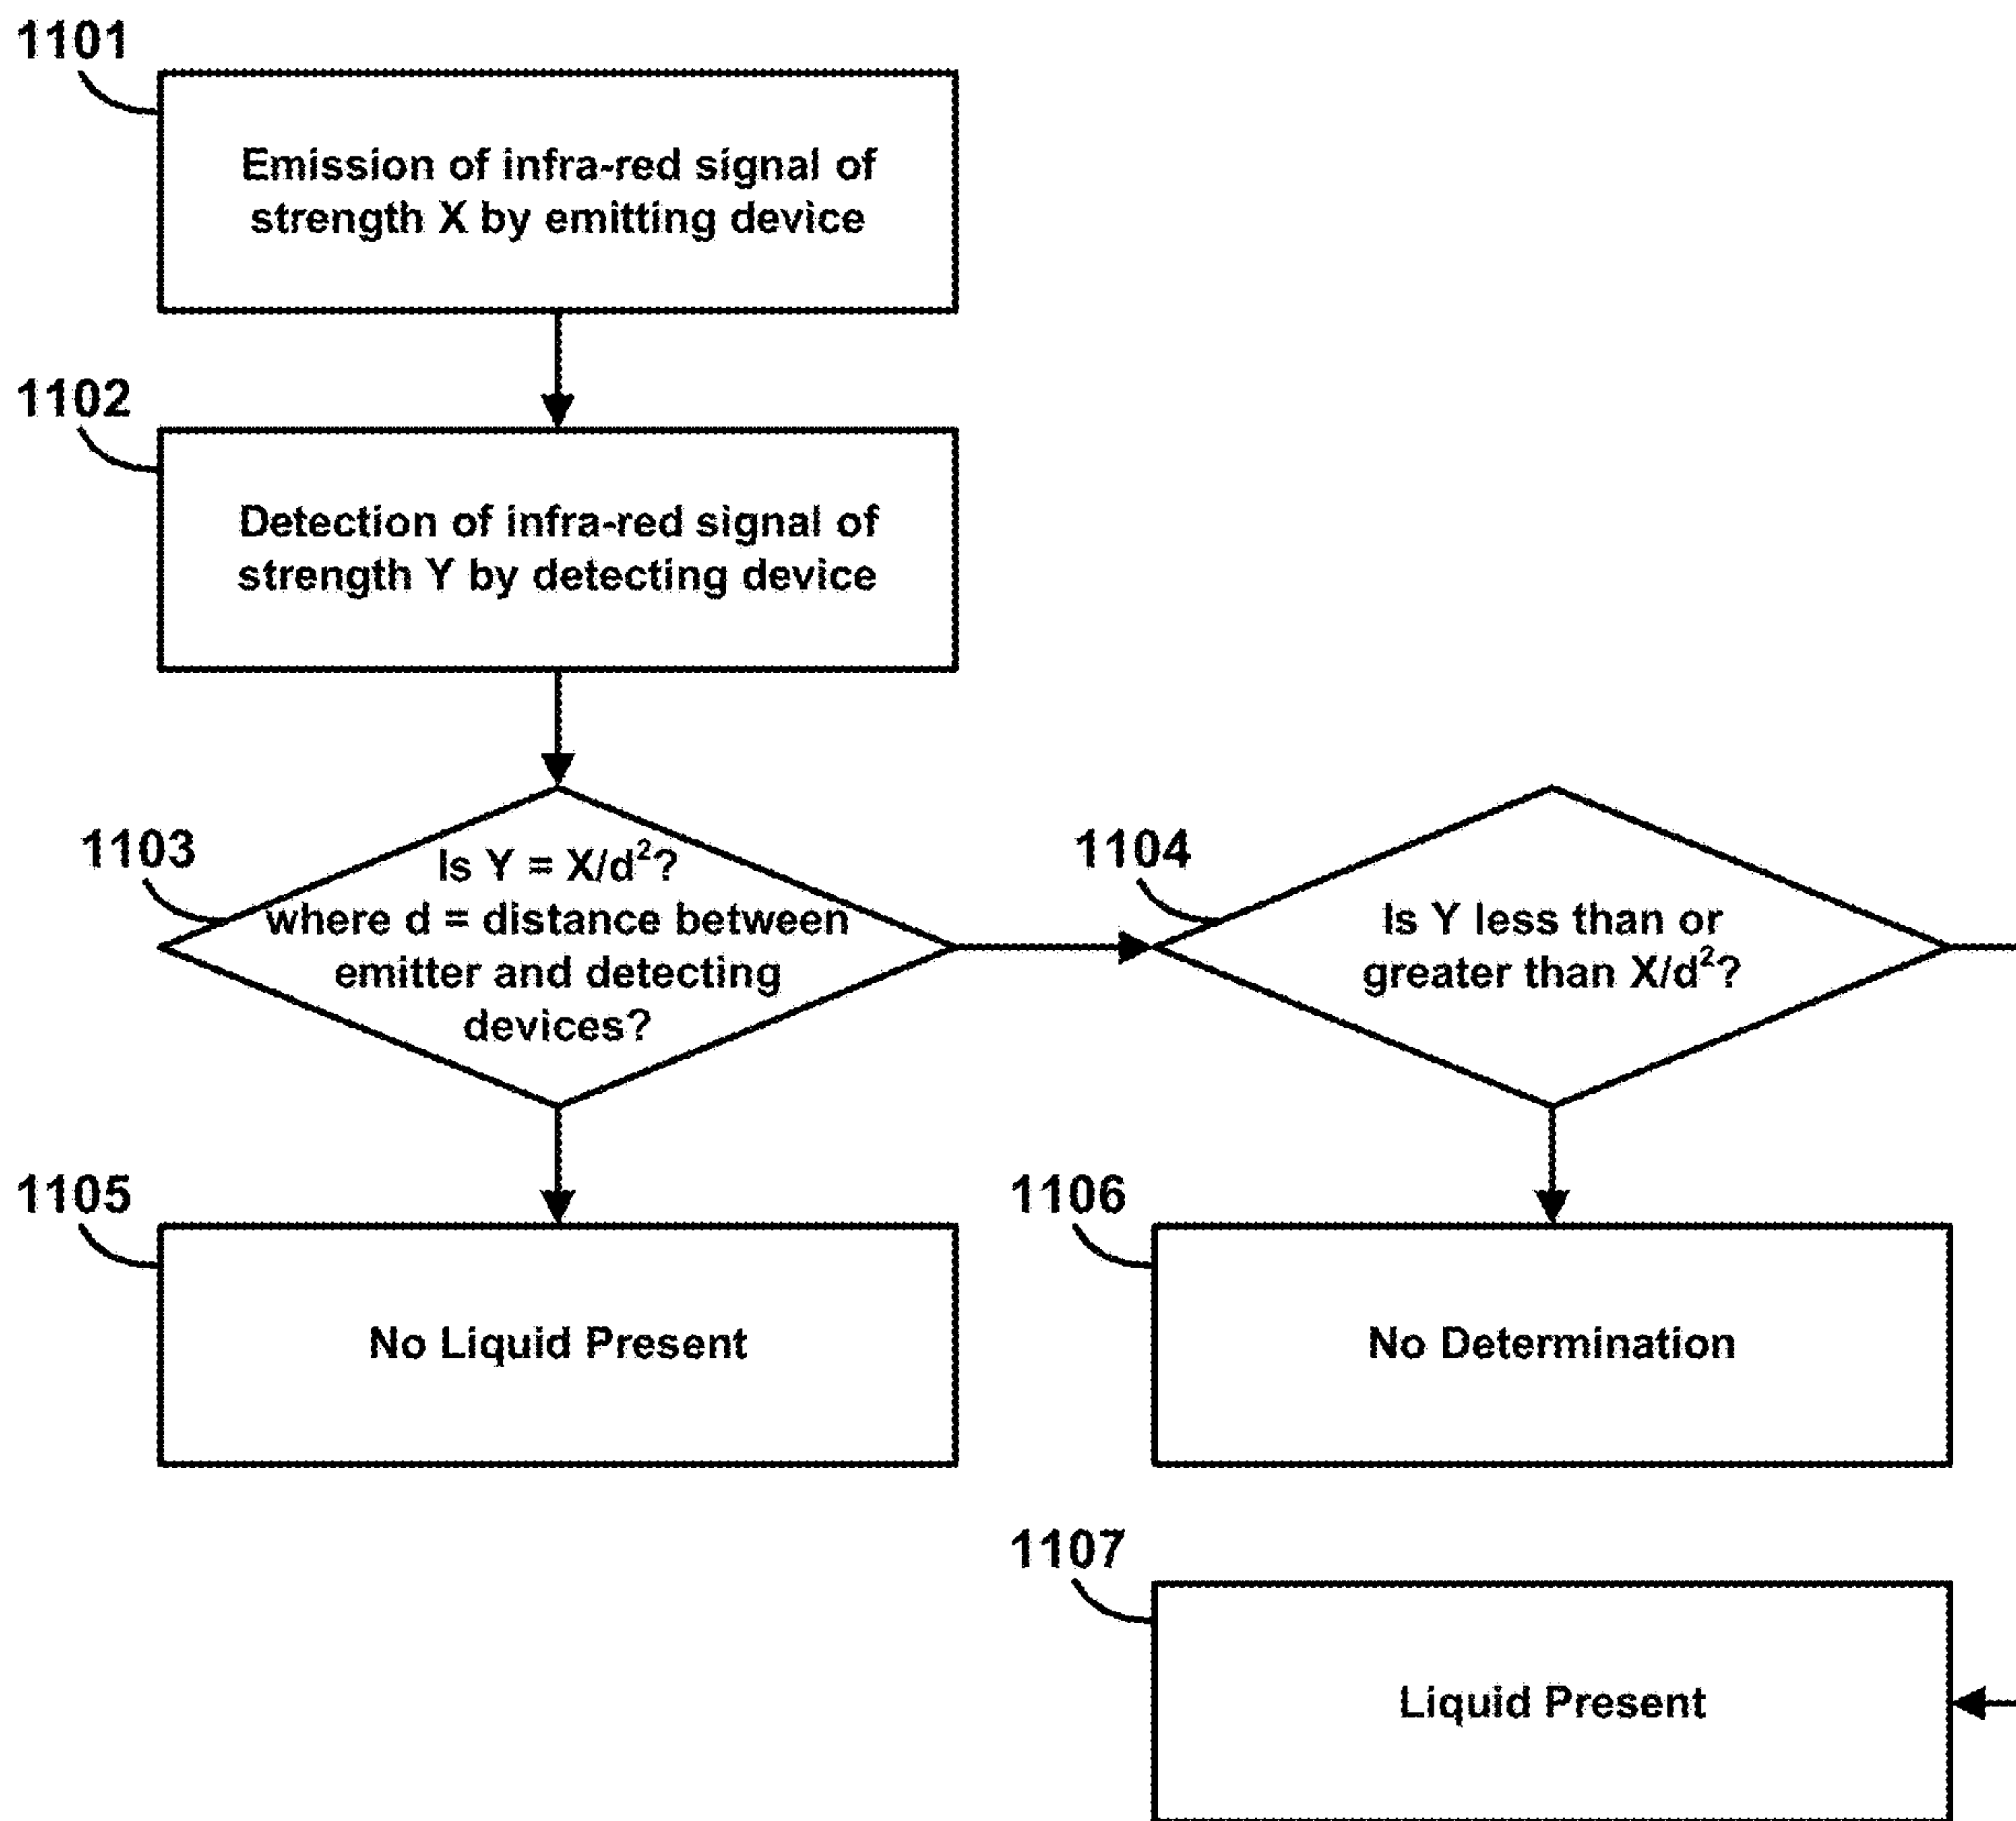 1101
Emission of infra-red signal of
strength X by emitting device
1102
Detection of infra-red signal of
strength Y by detecting device
1103
Is Y = X/d²?
where d = distance between
emitter and detecting
devices?
1104
Is Y less than or
greater than X/d²?
1105
No Liquid Present
1106
No Determination
1107
Liquid Present